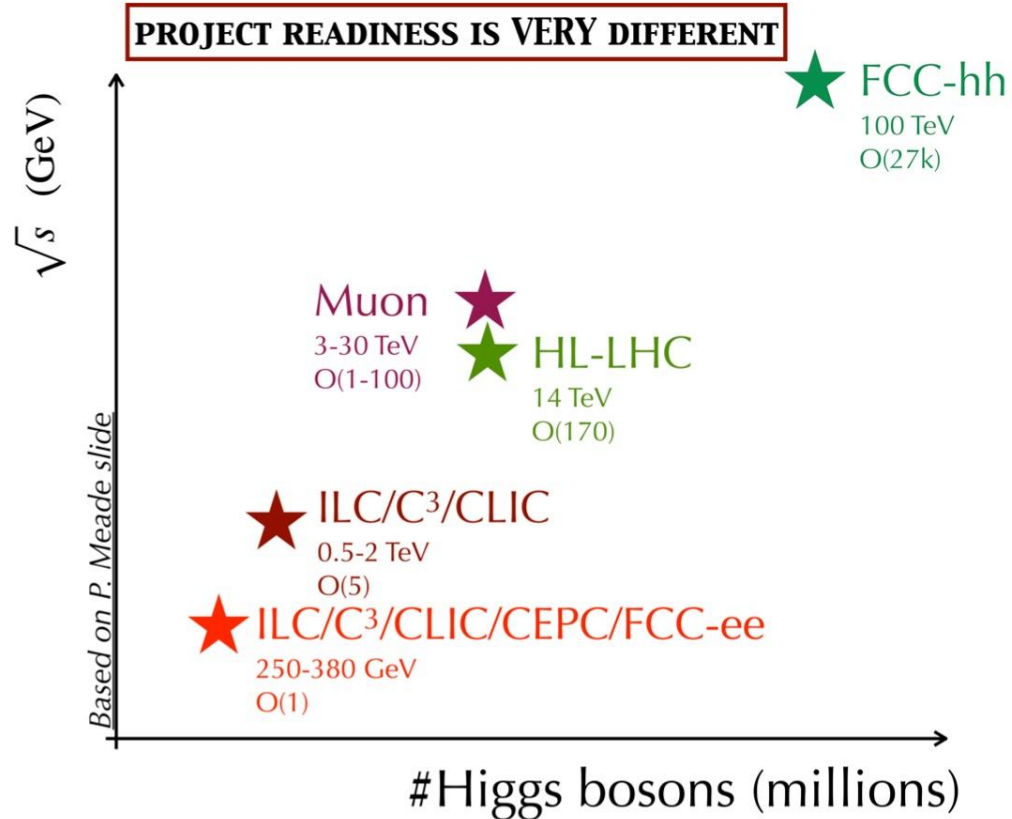 PROJECT READINESS IS VERY DIFFERENT
√s (GeV)
FCC-hh
100 TeV
O(27k)
Muon
3-30 TeV
O(1-100)
HL-LHC
14 TeV
O(170)
ILC/C³/CLIC
0.5-2 TeV
O(5)
ILC/C³/CLIC/CEPC/FCC-ee
250-380 GeV
O(1)
Based on P. Meade slide
#Higgs bosons (millions)